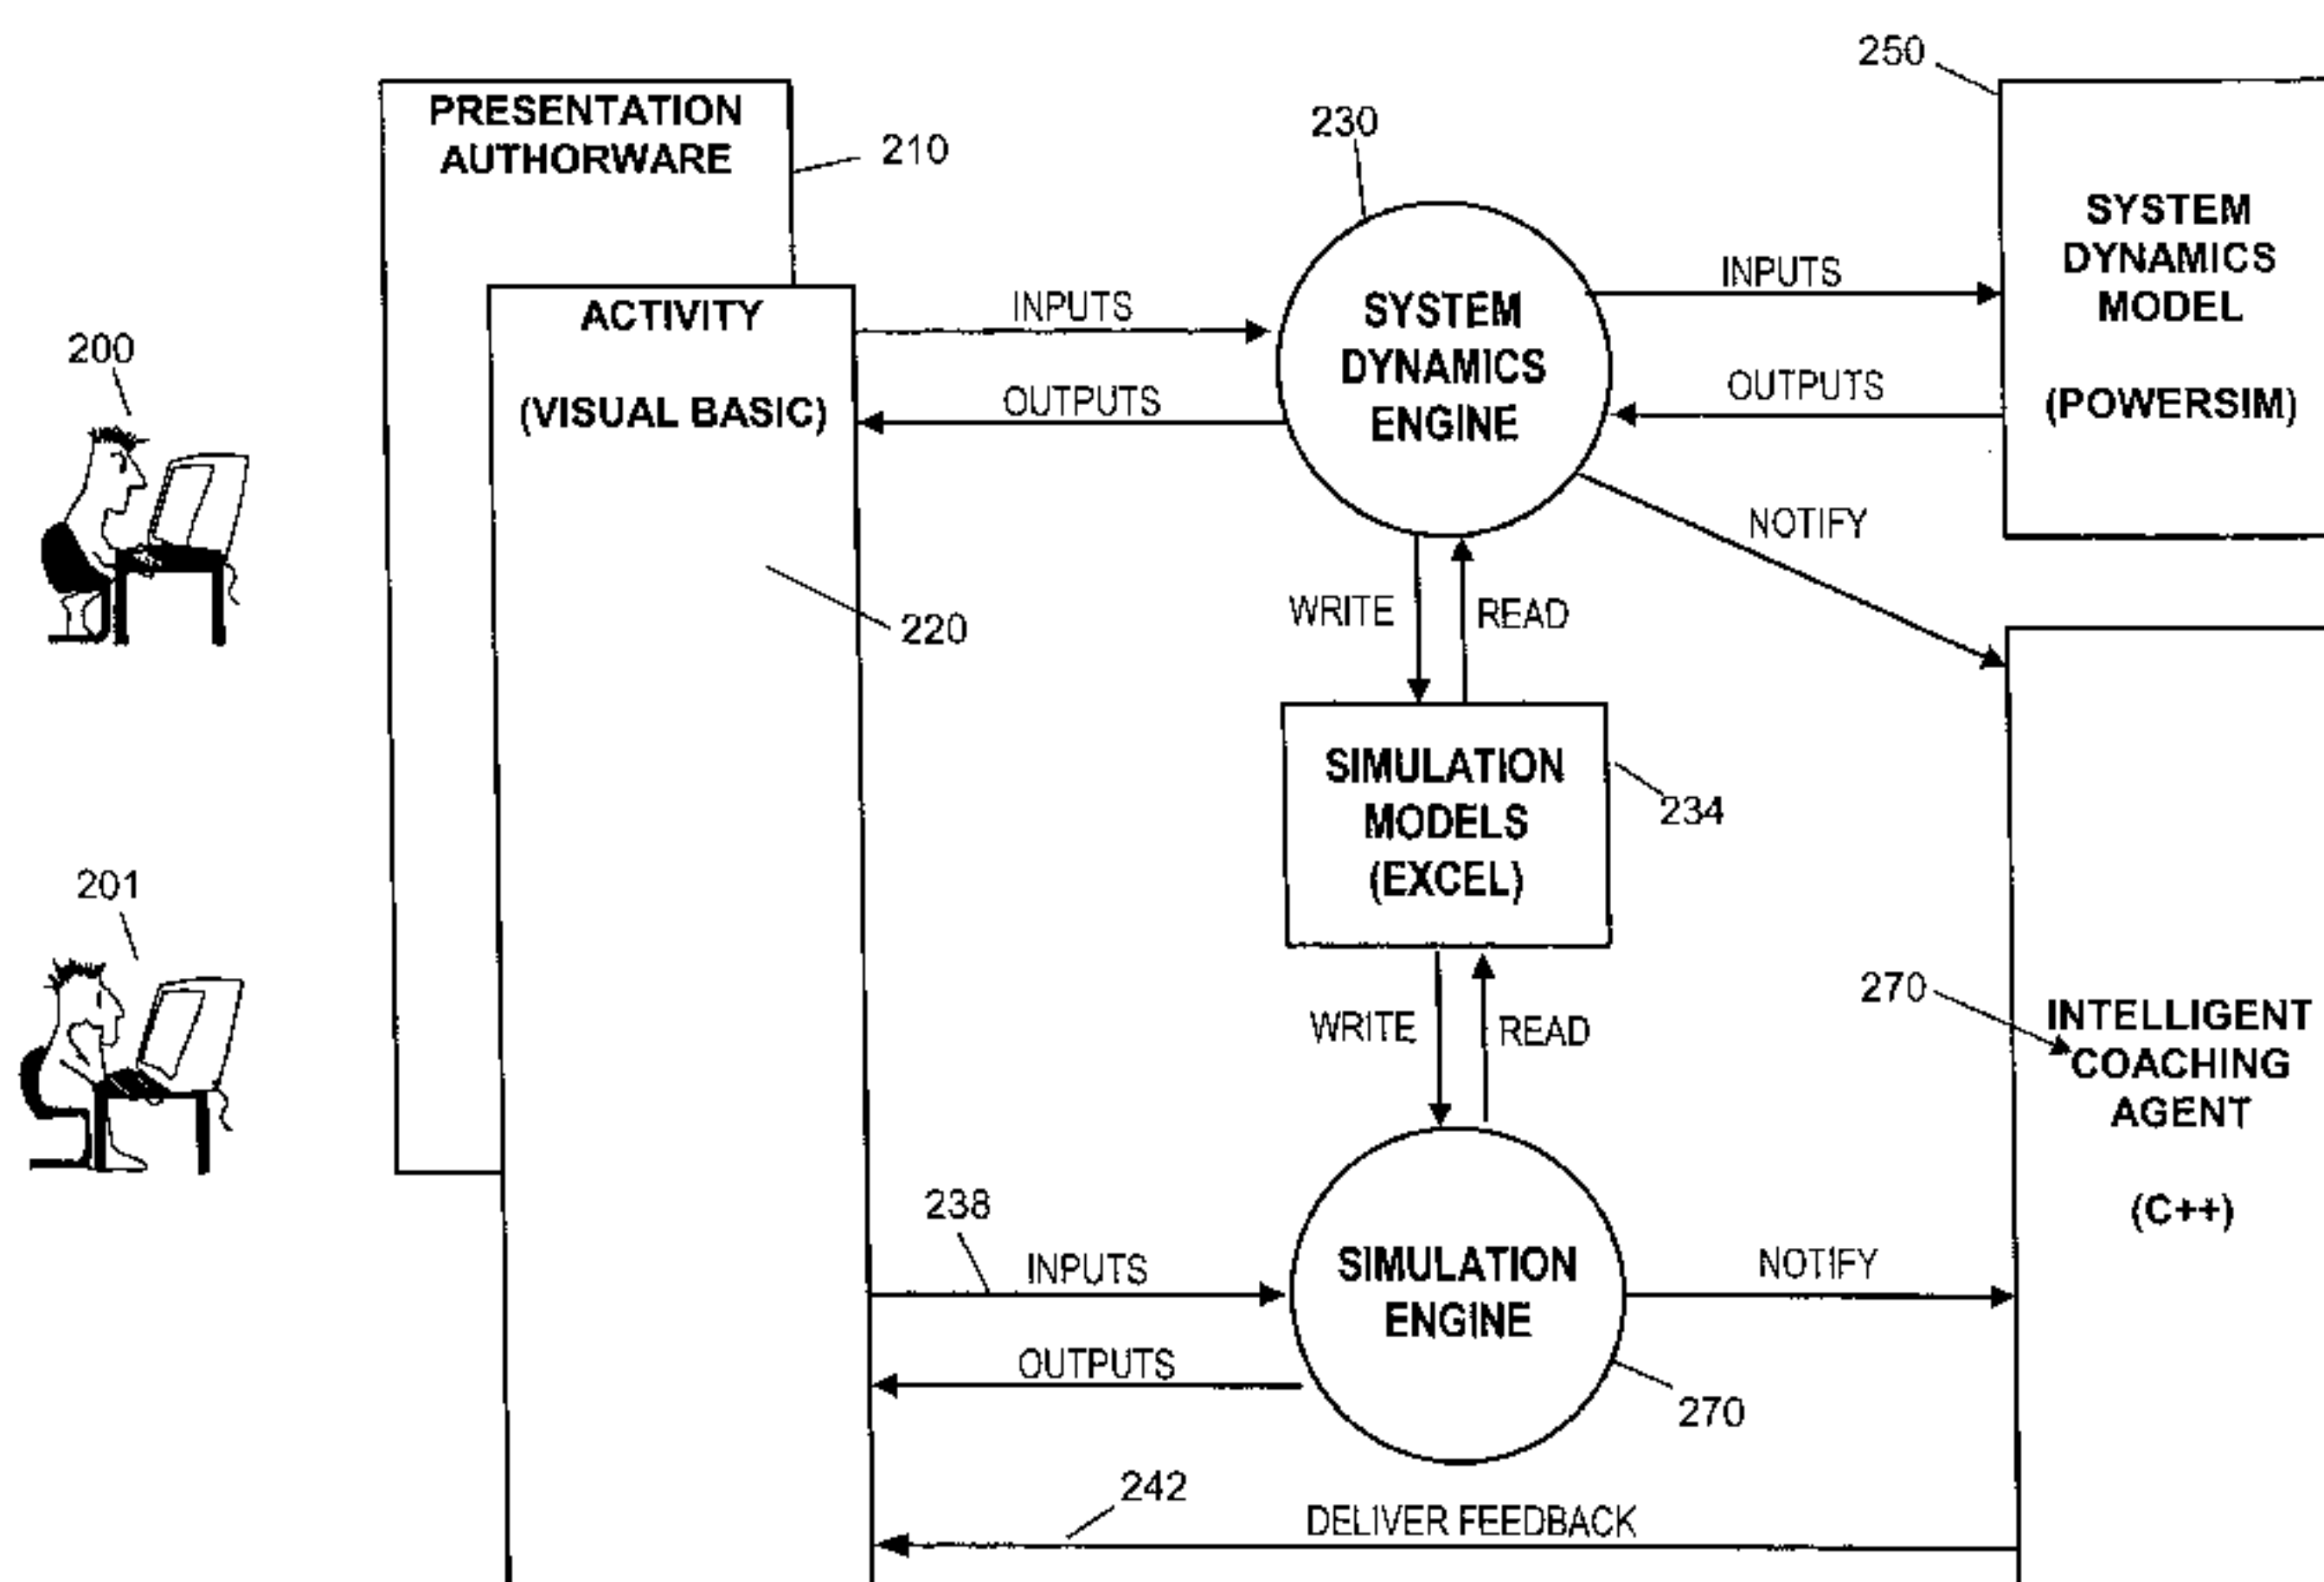 250
PRESENTATION
AUTHORWARE
210
230
SYSTEM
DYNAMICS
MODEL
(POWERSIM)
INPUTS
OUTPUTS
ACTIVITY
(VISUAL BASIC)
INPUTS
OUTPUTS
SYSTEM
DYNAMICS
ENGINE
200
NOTIFY
220
WRITE
READ
SIMULATION
MODELS
(EXCEL)
234
201
270
INTELLIGENT
COACHING
AGENT
(C++)
WRITE
READ
238
INPUTS
OUTPUTS
SIMULATION
ENGINE
NOTIFY
270
242
DELIVER FEEDBACK